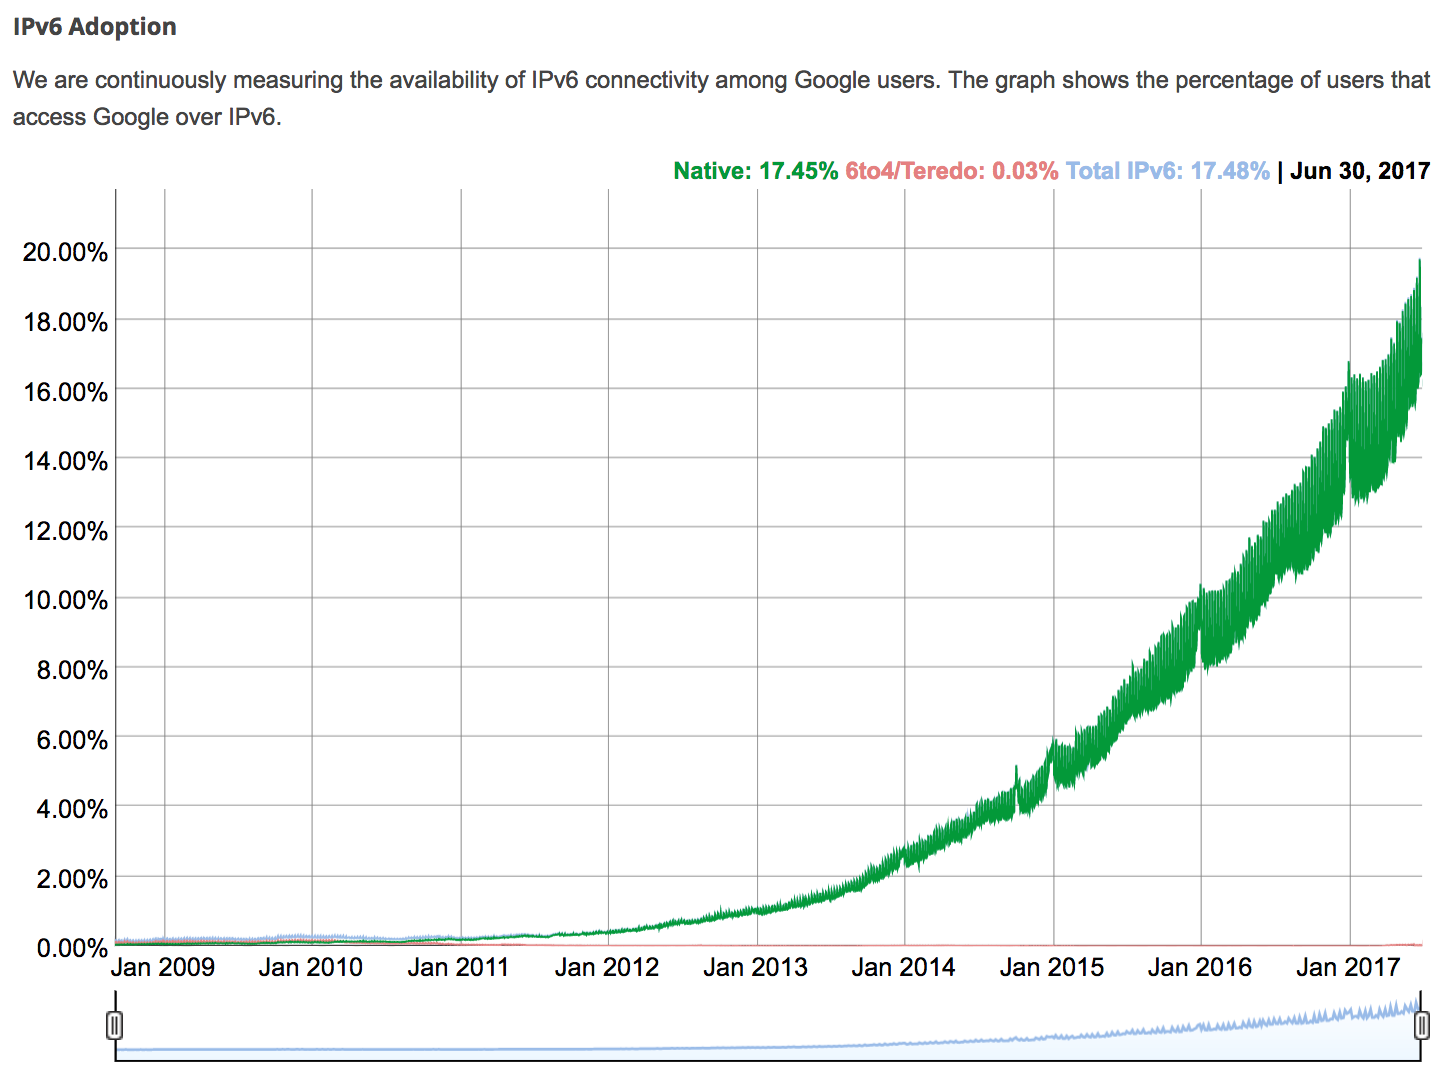 IPv6 Adoption
We are continuously measuring the availability of IPv6 connectivity among Google users. The graph shows the percentage of users that
access Google over IPv6.
Native: 17.45% 6to4/Teredo: 0.03% Total IPv6: 17.48% | Jun 30, 2017
20.00%
18.00%
16.00%
14.00%
12.00%
10.00%
8.00%
6.00%
4.00%
2.00%
0.00%
Jan 2009 Jan 2010 Jan 2011 Jan 2012 Jan 2013 Jan 2014 Jan 2015 Jan 2016 Jan 2017